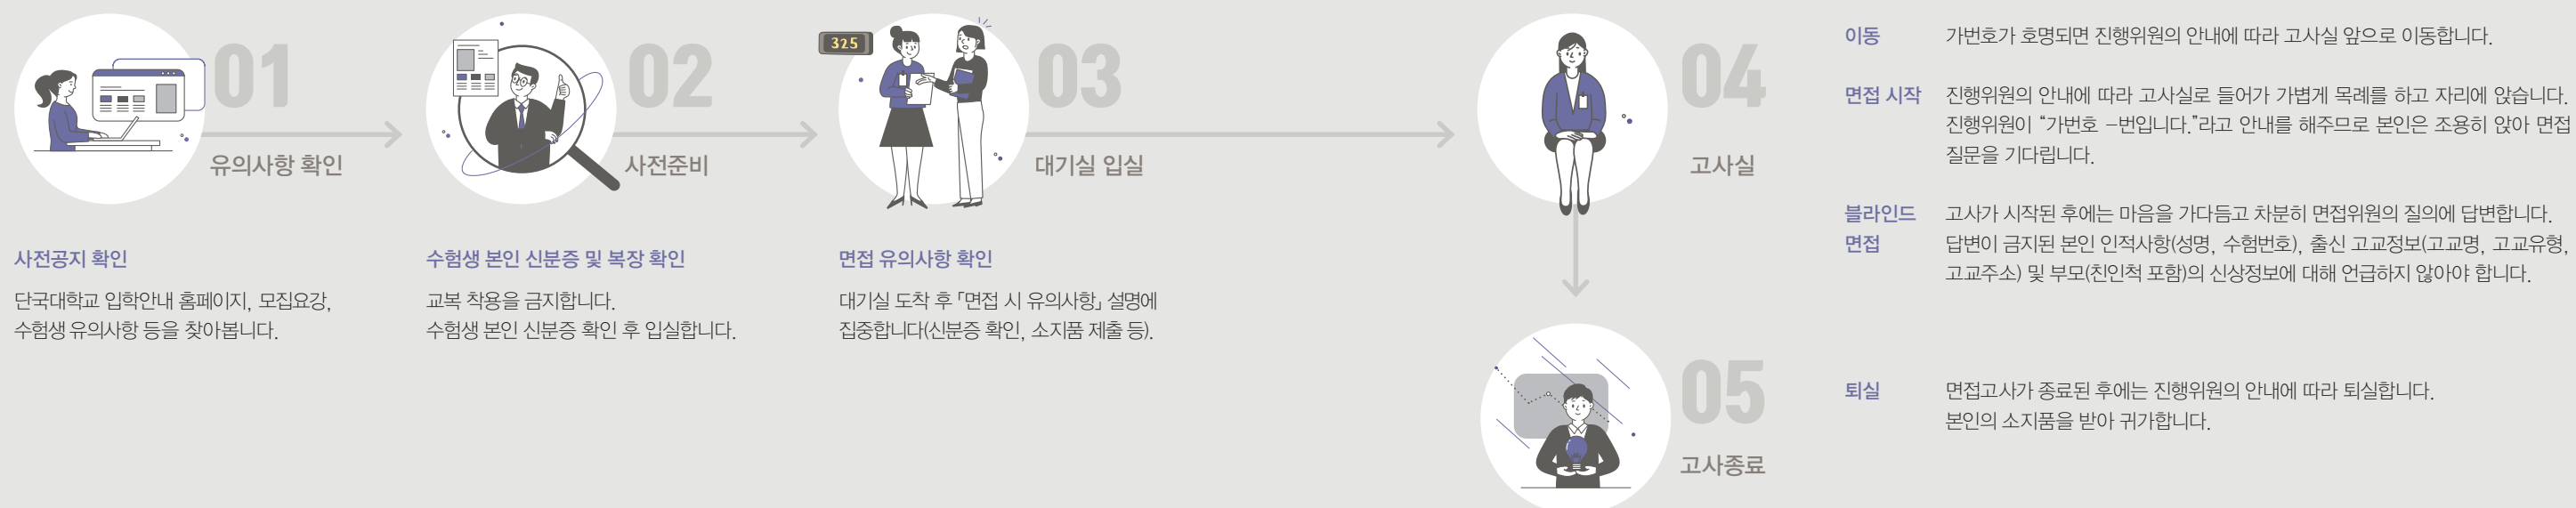 01
유의사항 확인
사전공지 확인
단국대학교 입학안내 홈페이지, 모집요강,
수험생 유의사항 등을 찾아봅니다.
02
사전준비
수험생 본인 신분증 및 복장 확인
교복 착용을 금지합니다.
수험생 본인 신분증 확인 후 입실합니다.
325
03
대기실 입실
면접 유의사항 확인
대기실 도착 후 「면접 시 유의사항」 설명에
집중합니다(신분증 확인, 소지품 제출 등).
04
고사실
이동 가번호가 호명되면 진행위원의 안내에 따라 고사실 앞으로 이동합니다.
면접 시작 진행위원의 안내에 따라 고사실로 들어가 가볍게 목례를 하고 자리에 앉습니다.
진행위원이 “가번호 –번입니다.”라고 안내를 해주므로 본인은 조용히 앉아 면접
질문을 기다립니다.
블라인드 고사가 시작된 후에는 마음을 가다듬고 차분히 면접위원의 질의에 답변합니다.
면접 답변이 금지된 본인 인적사항(성명, 수험번호), 출신 고교정보(고교명, 고교유형,
고교주소) 및 부모(친인척 포함)의 신상정보에 대해 언급하지 않아야 합니다.
05
고사종료
퇴실 면접고사가 종료된 후에는 진행위원의 안내에 따라 퇴실합니다.
본인의 소지품을 받아 귀가합니다.